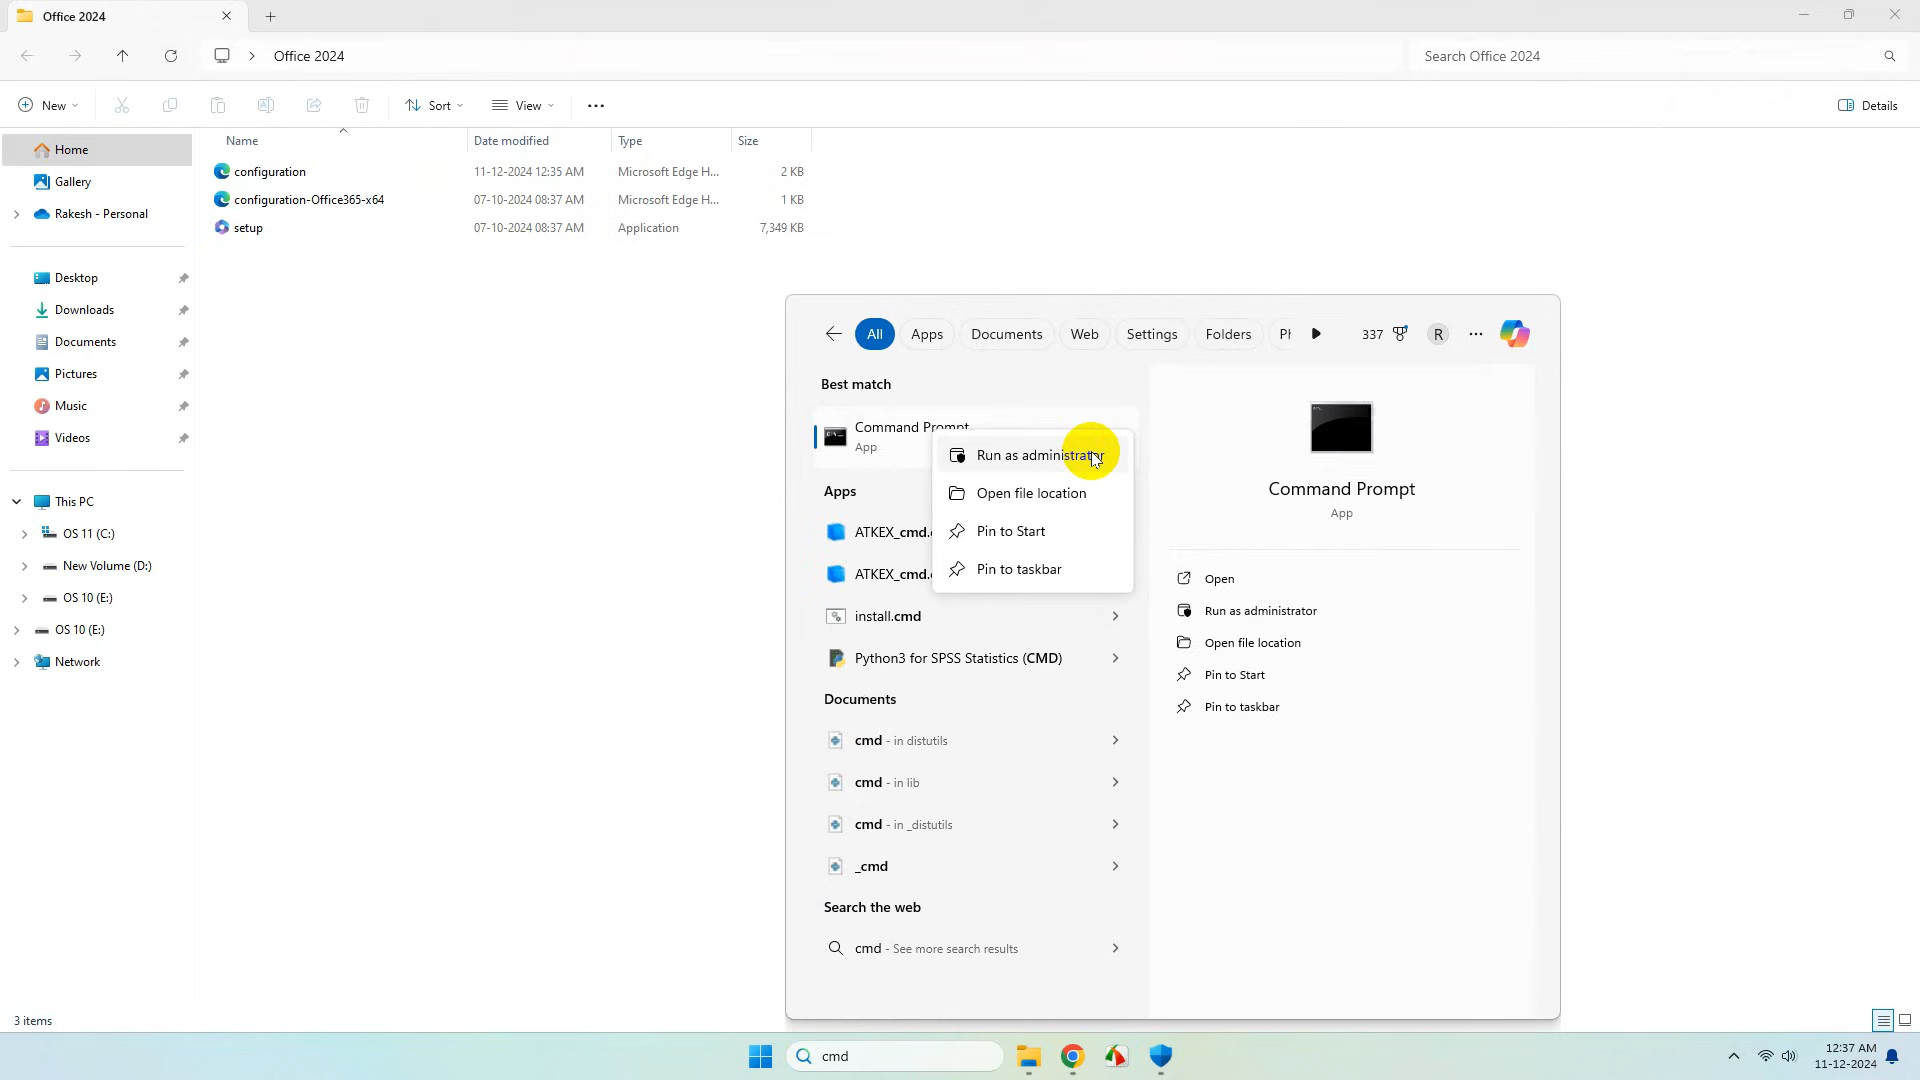 Office 2024
Office 2024
Search Office 2024
New
Sort
View
Details
Name
Date modified
Type
Size
Home
configuration
11-12-2024 12:35 AM
Microsoft Edge H...
2 KB
Gallery
configuration-Office365-x64
07-10-2024 08:37 AM
Microsoft Edge H...
1 KB
Rakesh - Personal
setup
07-10-2024 08:37 AM
Application
7,349 KB
Desktop
Downloads
Documents
Pictures
Music
Videos
This PC
OS 11 (C:)
New Volume (D:)
OS 10 (E:)
OS 10 (E:)
Network
All
Apps
Documents
Web
Settings
Folders
Ph
337
R
Best match
Command Prompt
App
Run as administrator
Open file location
Pin to Start
Pin to taskbar
Apps
ATKEX_cmd.
ATKEX_cmd.
install.cmd
Python3 for SPSS Statistics (CMD)
Documents
cmd - in distutils
cmd - in lib
cmd - in _distutils
_cmd
Search the web
cmd - See more search results
Command Prompt
App
Open
Run as administrator
Open file location
Pin to Start
Pin to taskbar
3 items
cmd
12:37 AM
11-12-2024